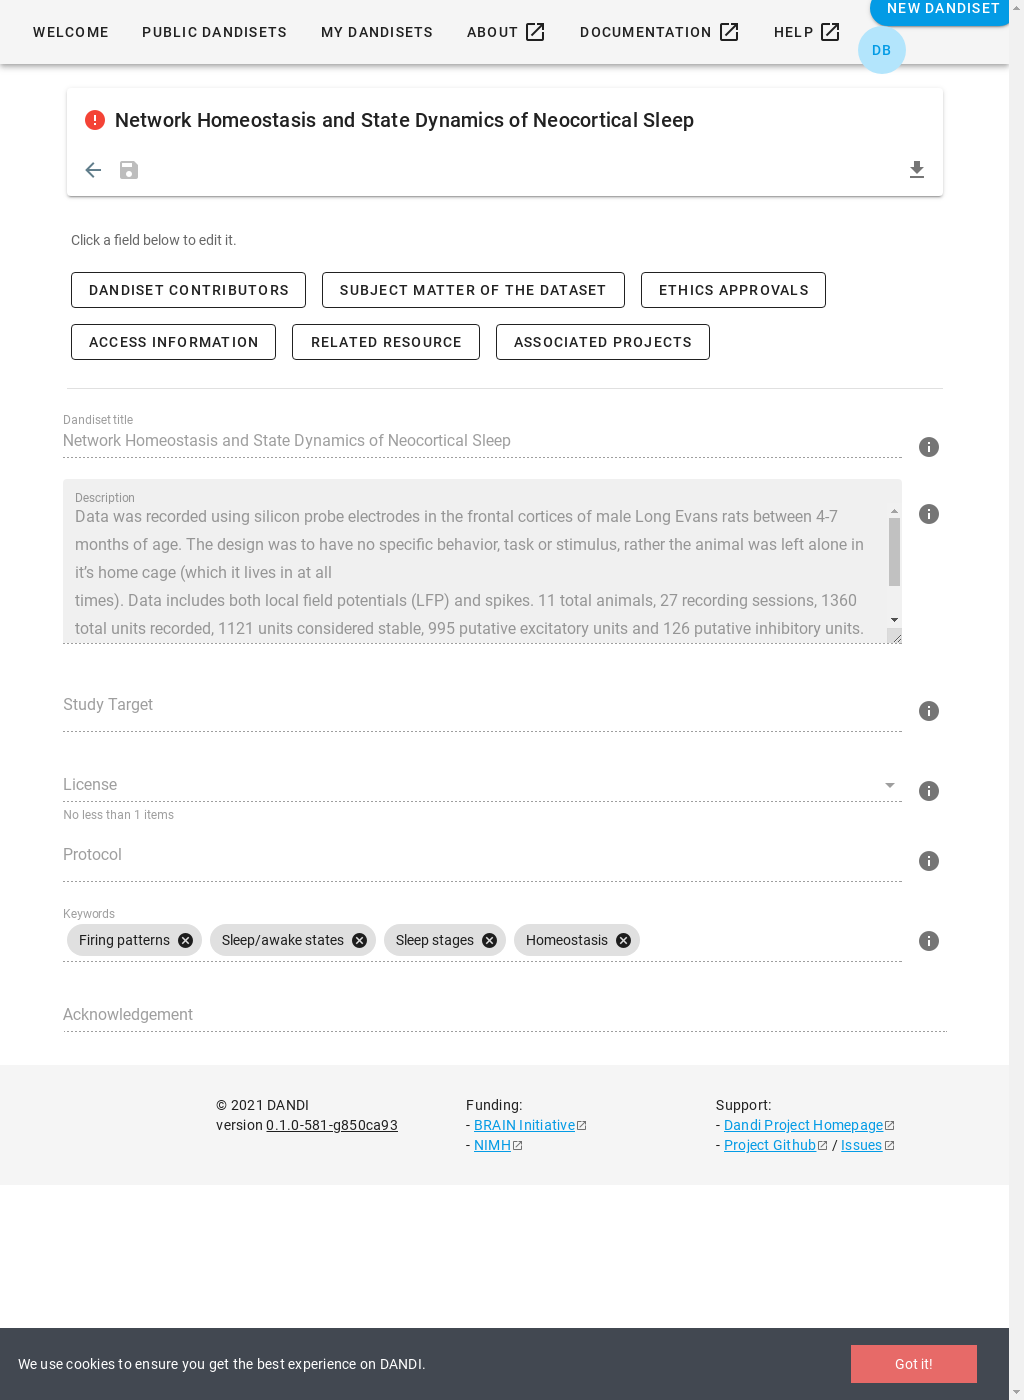 WELCOME
PUBLIC DANDISETS
MY DANDISETS
ABOUT
DOCUMENTATION
HELP
NEW DANDISET
DB
Network Homeostasis and State Dynamics of Neocortical Sleep
Click a field below to edit it.
DANDISET CONTRIBUTORS
SUBJECT MATTER OF THE DATASET
ETHICS APPROVALS
ACCESS INFORMATION
RELATED RESOURCE
ASSOCIATED PROJECTS
Dandiset title
Network Homeostasis and State Dynamics of Neocortical Sleep
Description
Data was recorded using silicon probe electrodes in the frontal cortices of male Long Evans rats between 4-7
months of age. The design was to have no specific behavior, task or stimulus, rather the animal was left alone in
it’s home cage (which it lives in at all
times). Data includes both local field potentials (LFP) and spikes. 11 total animals, 27 recording sessions, 1360
total units recorded, 1121 units considered stable, 995 putative excitatory units and 126 putative inhibitory units.
Study Target
License
No less than 1 items
Protocol
Keywords
Firing patterns
Sleep/awake states
Sleep stages
Homeostasis
Acknowledgement
© 2021 DANDI
version 0.1.0-581-g850ca93
Funding:
- BRAIN Initiative
- NIMH
Support:
- Dandi Project Homepage
- Project Github / Issues
We use cookies to ensure you get the best experience on DANDI.
Got it!